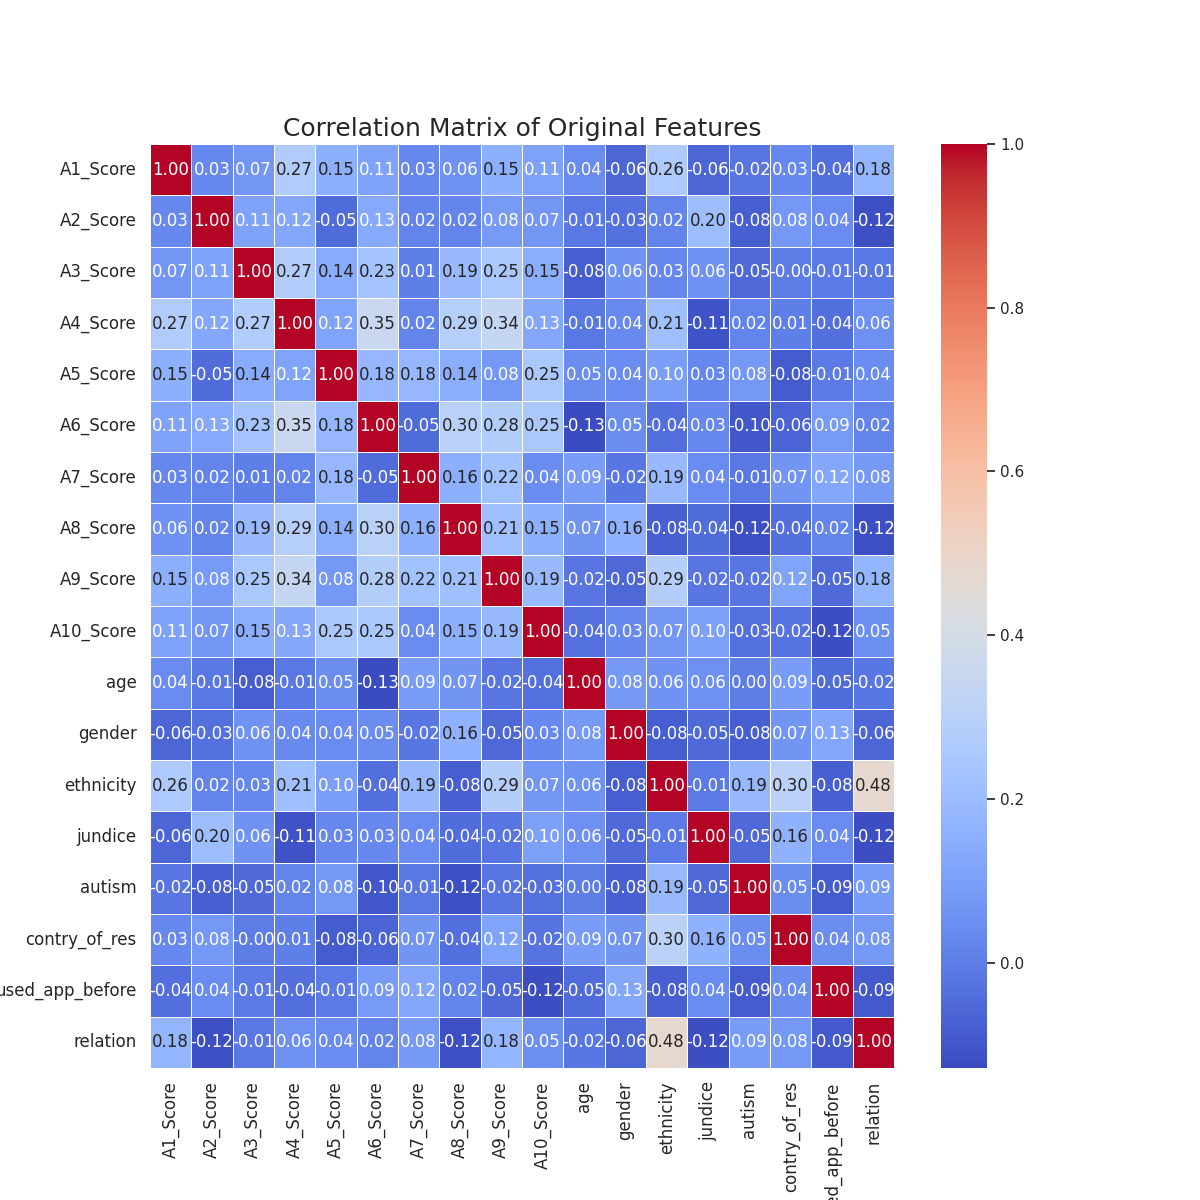 Correlation Matrix of Original Features
A1_Score 1.00 0.03 0.07 0.27 0.15 0.11 0.03 0.06 0.15 0.11 0.04 -0.06 0.26 -0.06 -0.02 0.03 -0.04 0.18
A2_Score 0.03 1.00 0.11 0.12 -0.05 0.13 0.02 0.02 0.08 0.07 -0.01 -0.03 0.02 0.20 -0.08 0.08 0.04 -0.12
A3_Score 0.07 0.11 1.00 0.27 0.14 0.23 0.01 0.19 0.25 0.15 -0.08 0.06 0.03 0.06 -0.05 -0.00 -0.01 -0.01
A4_Score 0.27 0.12 0.27 1.00 0.12 0.35 0.02 0.29 0.34 0.13 -0.01 0.04 0.21 -0.11 0.02 0.01 -0.04 0.06
A5_Score 0.15 -0.05 0.14 0.12 1.00 0.18 0.18 0.14 0.08 0.25 0.05 0.04 0.10 0.03 0.08 -0.08 -0.01 0.04
A6_Score 0.11 0.13 0.23 0.35 0.18 1.00 -0.05 0.30 0.28 0.25 -0.13 0.05 -0.04 0.03 -0.10 -0.06 0.09 0.02
A7_Score 0.03 0.02 0.01 0.02 0.18 -0.05 1.00 0.16 0.22 0.04 0.09 -0.02 0.19 0.04 -0.01 0.07 0.12 0.08
A8_Score 0.06 0.02 0.19 0.29 0.14 0.30 0.16 1.00 0.21 0.15 0.07 0.16 -0.08 -0.04 -0.12 -0.04 0.02 -0.12
A9_Score 0.15 0.08 0.25 0.34 0.08 0.28 0.22 0.21 1.00 0.19 -0.02 -0.05 0.29 -0.02 -0.02 0.12 -0.05 0.18
A10_Score 0.11 0.07 0.15 0.13 0.25 0.25 0.04 0.15 0.19 1.00 -0.04 0.03 0.07 0.10 -0.03 -0.02 -0.12 0.05
age 0.04 -0.01 -0.08 -0.01 0.05 -0.13 0.09 0.07 -0.02 -0.04 1.00 0.08 0.06 0.06 0.00 0.09 -0.05 -0.02
gender -0.06 -0.03 0.06 0.04 0.04 0.05 -0.02 0.16 -0.05 0.03 0.08 1.00 -0.08 -0.05 -0.08 0.07 0.13 -0.06
ethnicity 0.26 0.02 0.03 0.21 0.10 -0.04 0.19 -0.08 0.29 0.07 0.06 -0.08 1.00 -0.01 0.19 0.30 -0.08 0.48
jundice -0.06 0.20 0.06 -0.11 0.03 0.03 0.04 -0.04 -0.02 0.10 0.06 -0.05 -0.01 1.00 -0.05 0.16 0.04 -0.12
autism -0.02 -0.08 -0.05 0.02 0.08 -0.10 -0.01 -0.12 -0.02 -0.03 0.00 -0.08 0.19 -0.05 1.00 0.05 -0.09 0.09
contry_of_res 0.03 0.08 -0.00 0.01 -0.08 -0.06 0.07 -0.04 0.12 -0.02 0.09 0.07 0.30 0.16 0.05 1.00 0.04 0.08
used_app_before -0.04 0.04 -0.01 -0.04 -0.01 0.09 0.12 0.02 -0.05 -0.12 -0.05 0.13 -0.08 0.04 -0.09 0.04 1.00 -0.09
relation 0.18 -0.12 -0.01 0.06 0.04 0.02 0.08 -0.12 0.18 0.05 -0.02 -0.06 0.48 -0.12 0.09 0.08 -0.09 1.00
A1_Score
A2_Score
A3_Score
A4_Score
A5_Score
A6_Score
A7_Score
A8_Score
A9_Score
A10_Score
age
gender
ethnicity
jundice
autism
contry_of_res
ed_app_before
relation
1.0
0.8
0.6
0.4
0.2
0.0